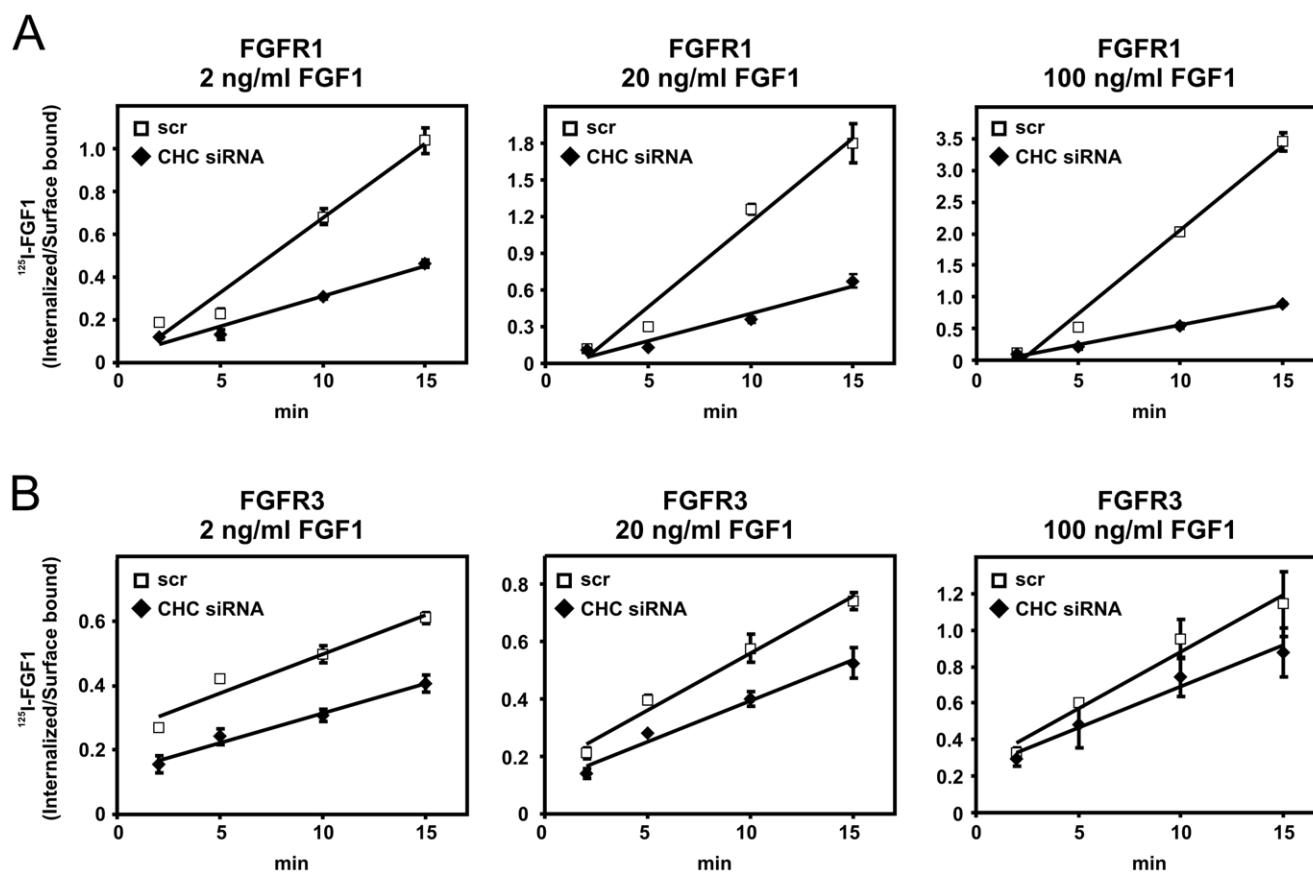 A
FGFR1
2 ng/ml FGF1
FGFR1
20 ng/ml FGF1
FGFR1
100 ng/ml FGF1
¹²⁵I-FGF1
(Internalized/Surface bound)
1.0
0.8
0.6
0.4
0.2
0
scr
CHC siRNA
0 5 10 15
min
1.8
1.2
0.6
0.3
0
scr
CHC siRNA
0 5 10 15
min
3.5
3.0
2.5
2.0
1.5
1.0
0.5
0
scr
CHC siRNA
0 5 10 15
min
B
FGFR3
2 ng/ml FGF1
FGFR3
20 ng/ml FGF1
FGFR3
100 ng/ml FGF1
¹²⁵I-FGF1
(Internalized/Surface bound)
0.6
0.4
0.2
0
scr
CHC siRNA
0 5 10 15
min
0.8
0.6
0.4
0.2
0
scr
CHC siRNA
0 5 10 15
min
1.2
1.0
0.8
0.6
0.4
0.2
0
scr
CHC siRNA
0 5 10 15
min